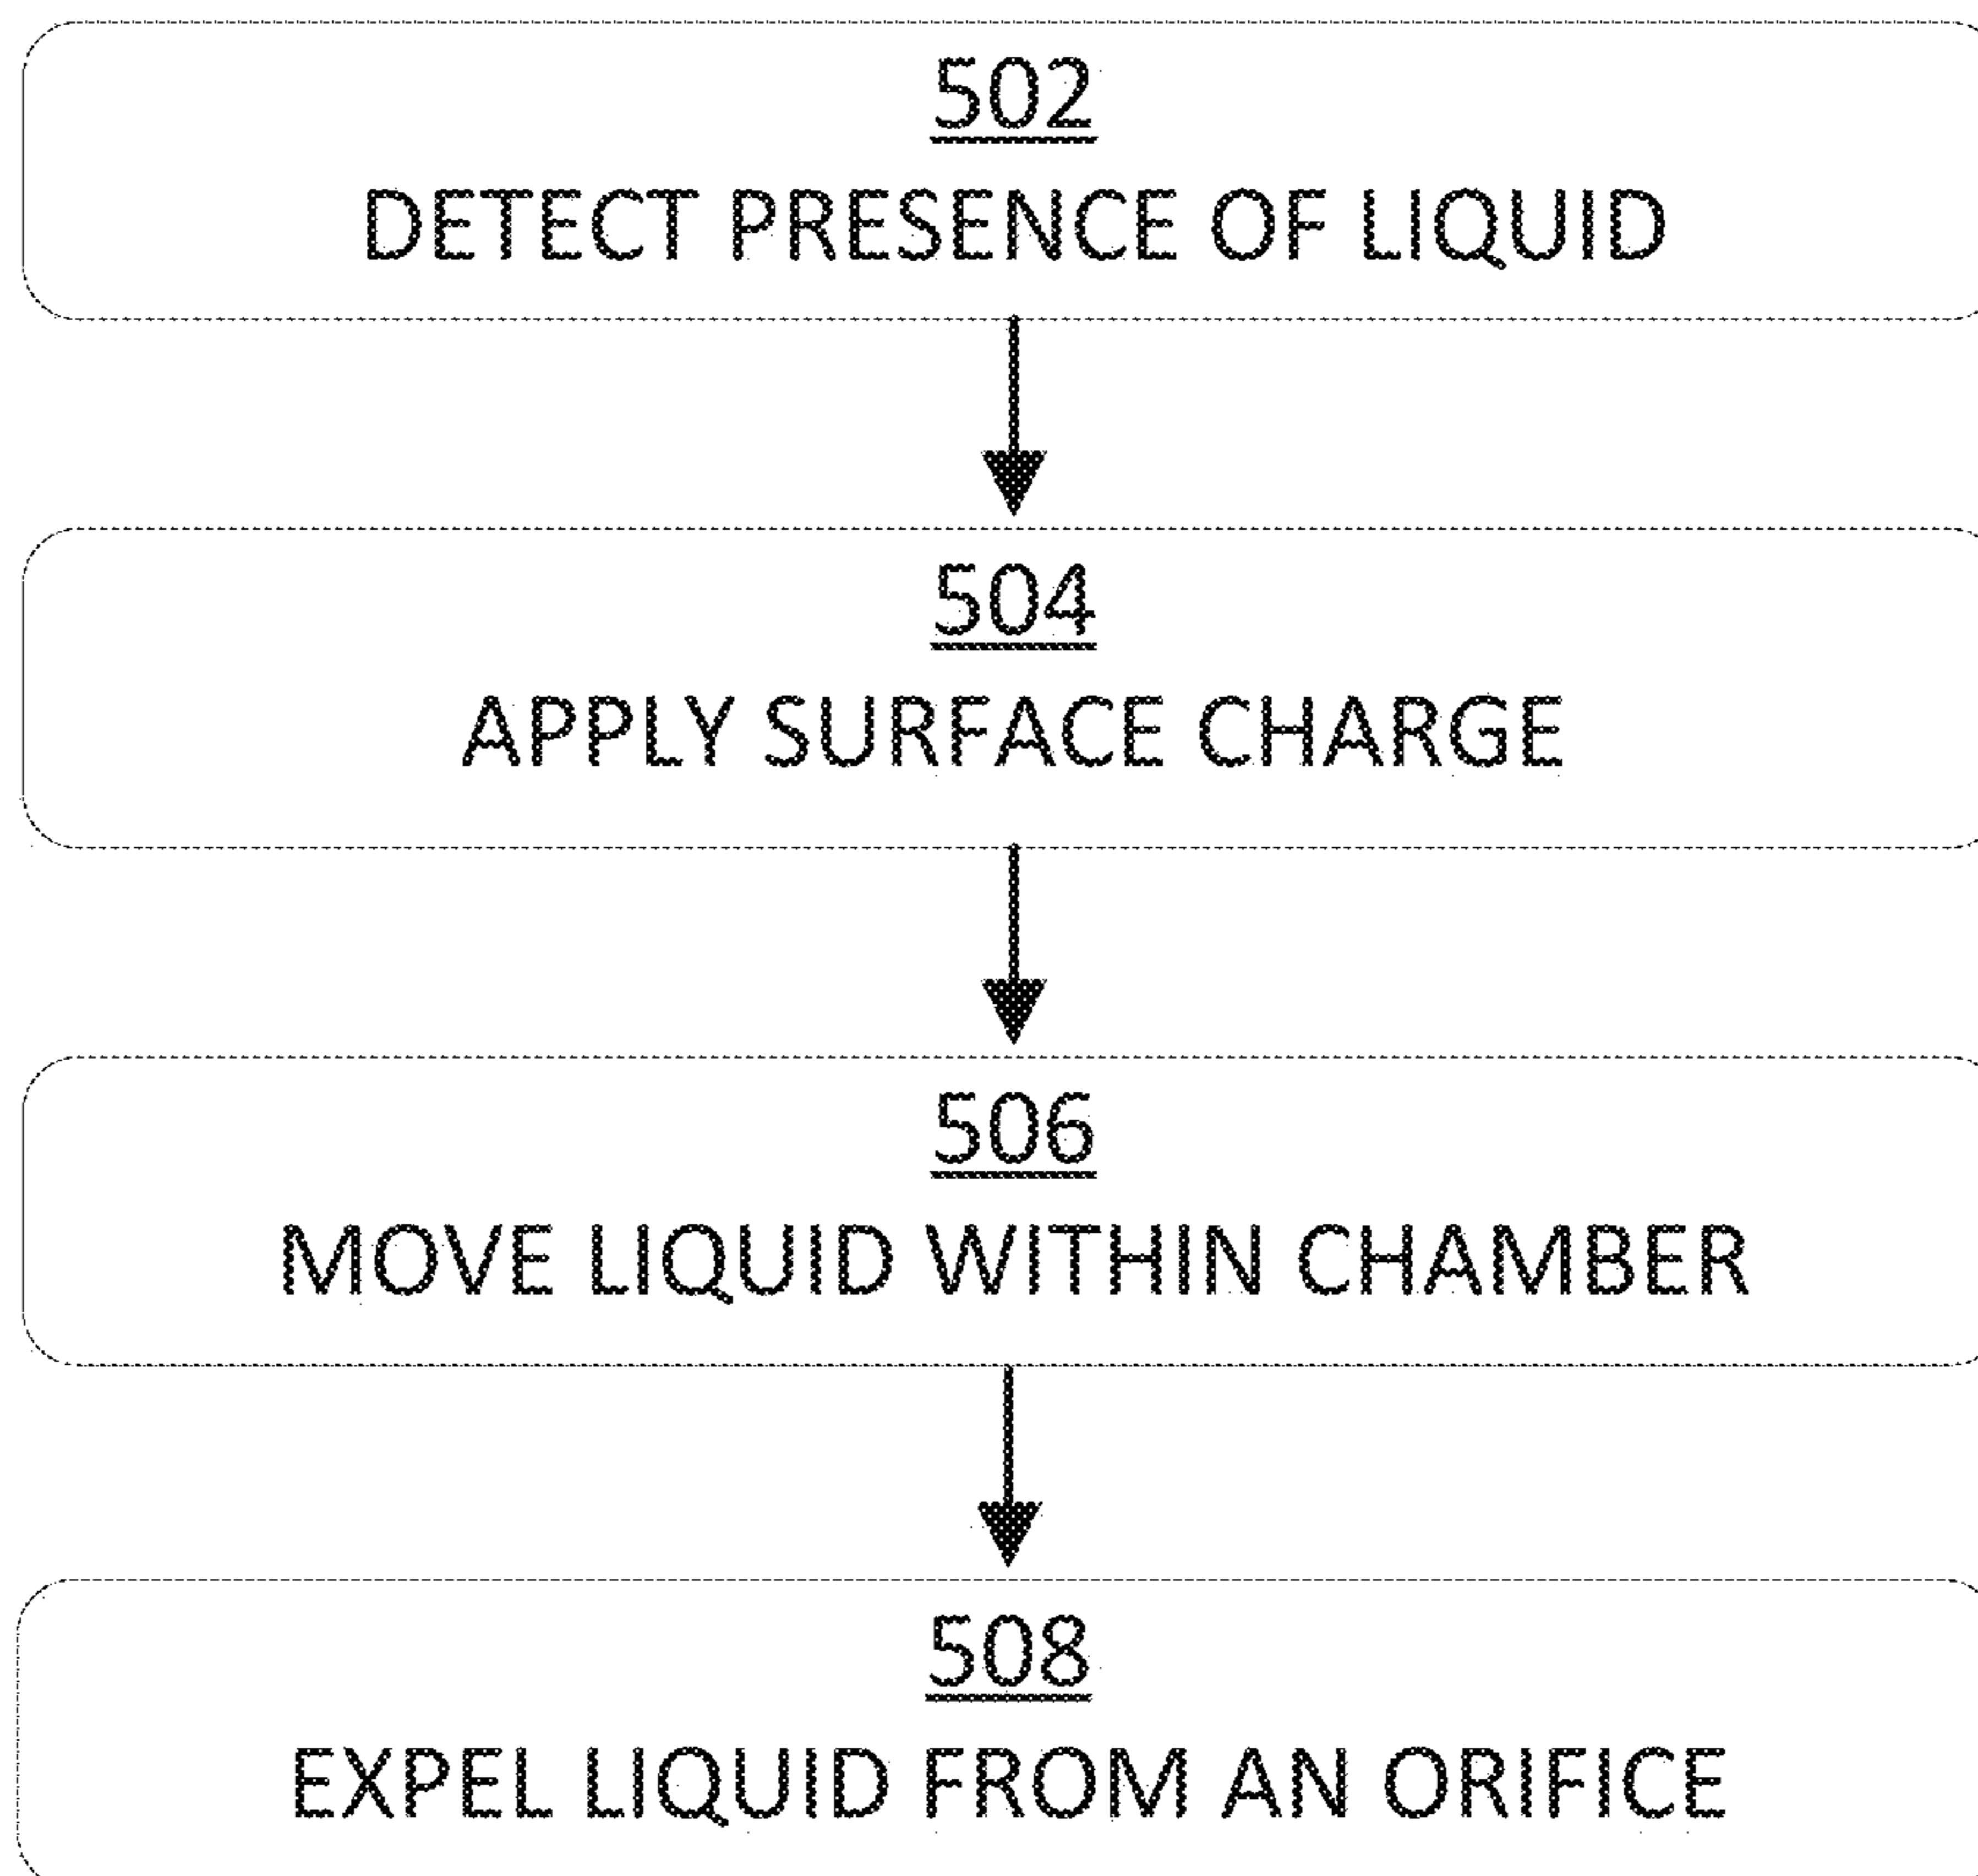 502
DETECT PRESENCE OF LIQUID
504
APPLY SURFACE CHARGE
506
MOVE LIQUID WITHIN CHAMBER
508
EXPEL LIQUID FROM AN ORIFICE